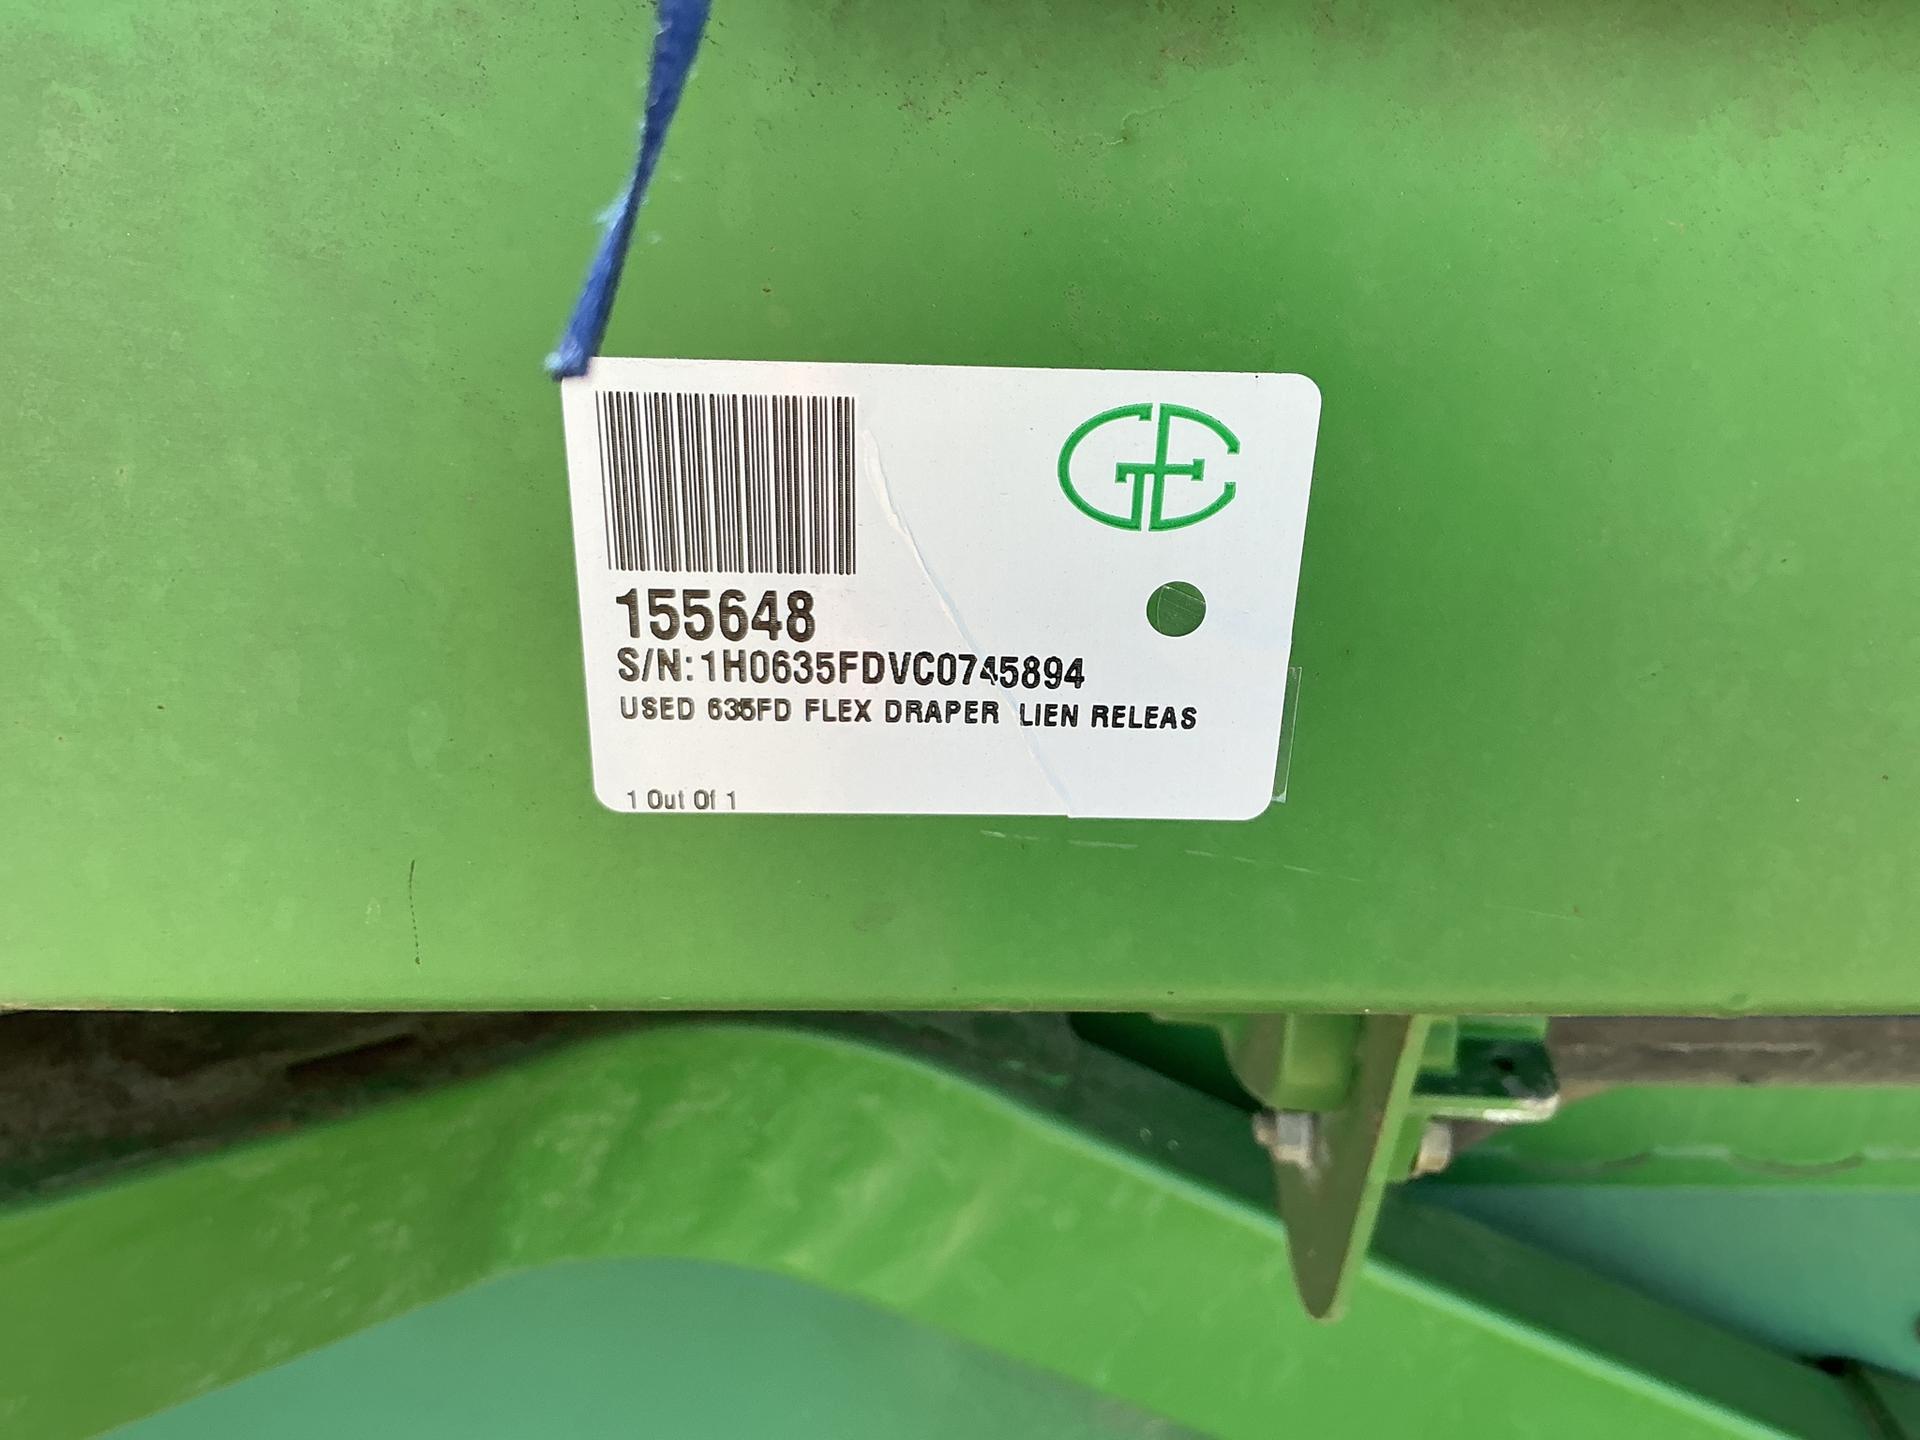 155648
S/N: 1H0635FDVC0745894
USED 635FD FLEX DRAPER LIEN RELEAS
1 Out Of 1